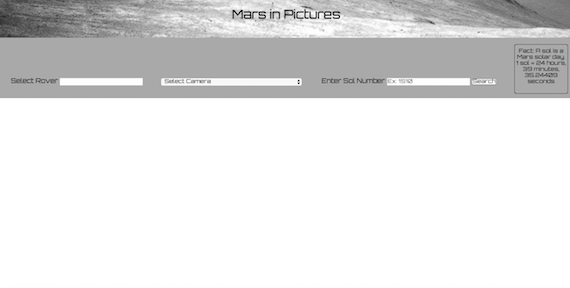 Mars in Pictures
Fact: A sol is a
Mars solar day
1 sol = 24 hours,
39 minutes,
35.24409
seconds
Select Rover
Select Camera
Enter Sol Number
Ex: 1510
Search